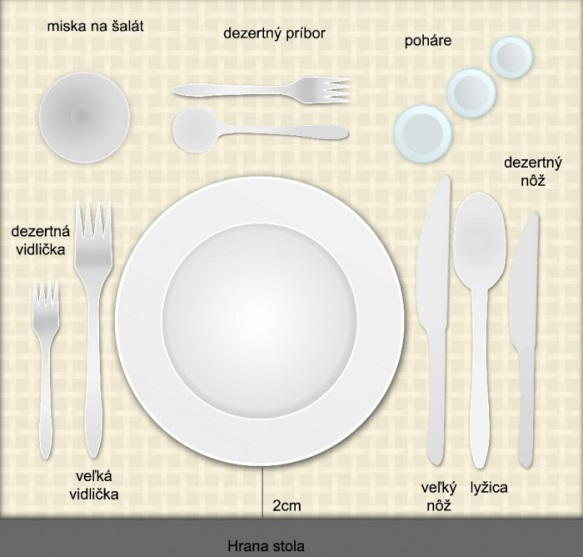 miska na šalát
dezertný príbor
poháre
dezertný
nôž
dezertná
vidlička
veľká
vidlička
veľký
nôž
lyžica
2cm
Hrana stola